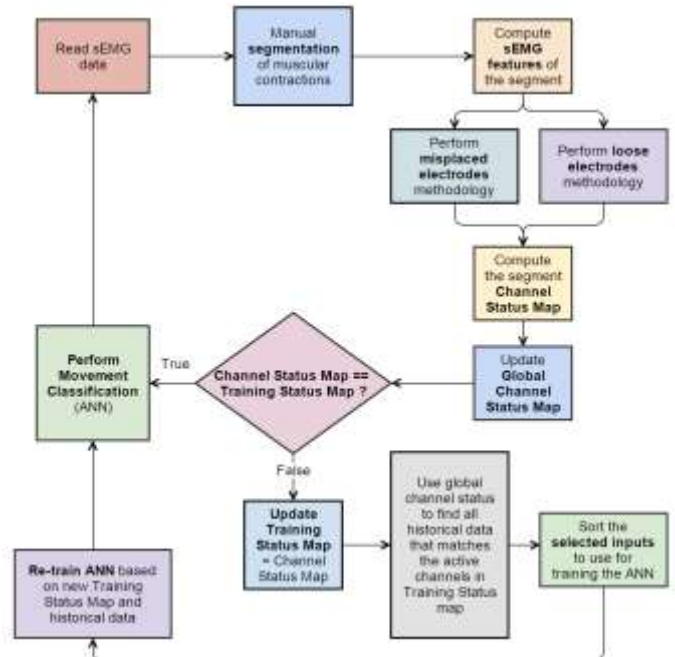 Read sEMG
data
Manual
segmentation
of muscular
contractions
Compute
sEMG
features of
the segment
Perform
misplaced
electrodes
methodology
Perform loose
electrodes
methodology
Compute
the segment
Channel
Status Map
Update
Global
Channel
Status Map
Channel Status Map ==
Training Status Map ?
True
Perform
Movement
Classification
(ANN)
False
Update
Training
Status Map
= Channel
Status Map
Use global
channel status
to find all
historical data
that matches
the active
channels in
Training Status
map
Sort the
selected inputs
to use for
training the ANN
Re-train ANN based
on new Training
Status Map and
historical data